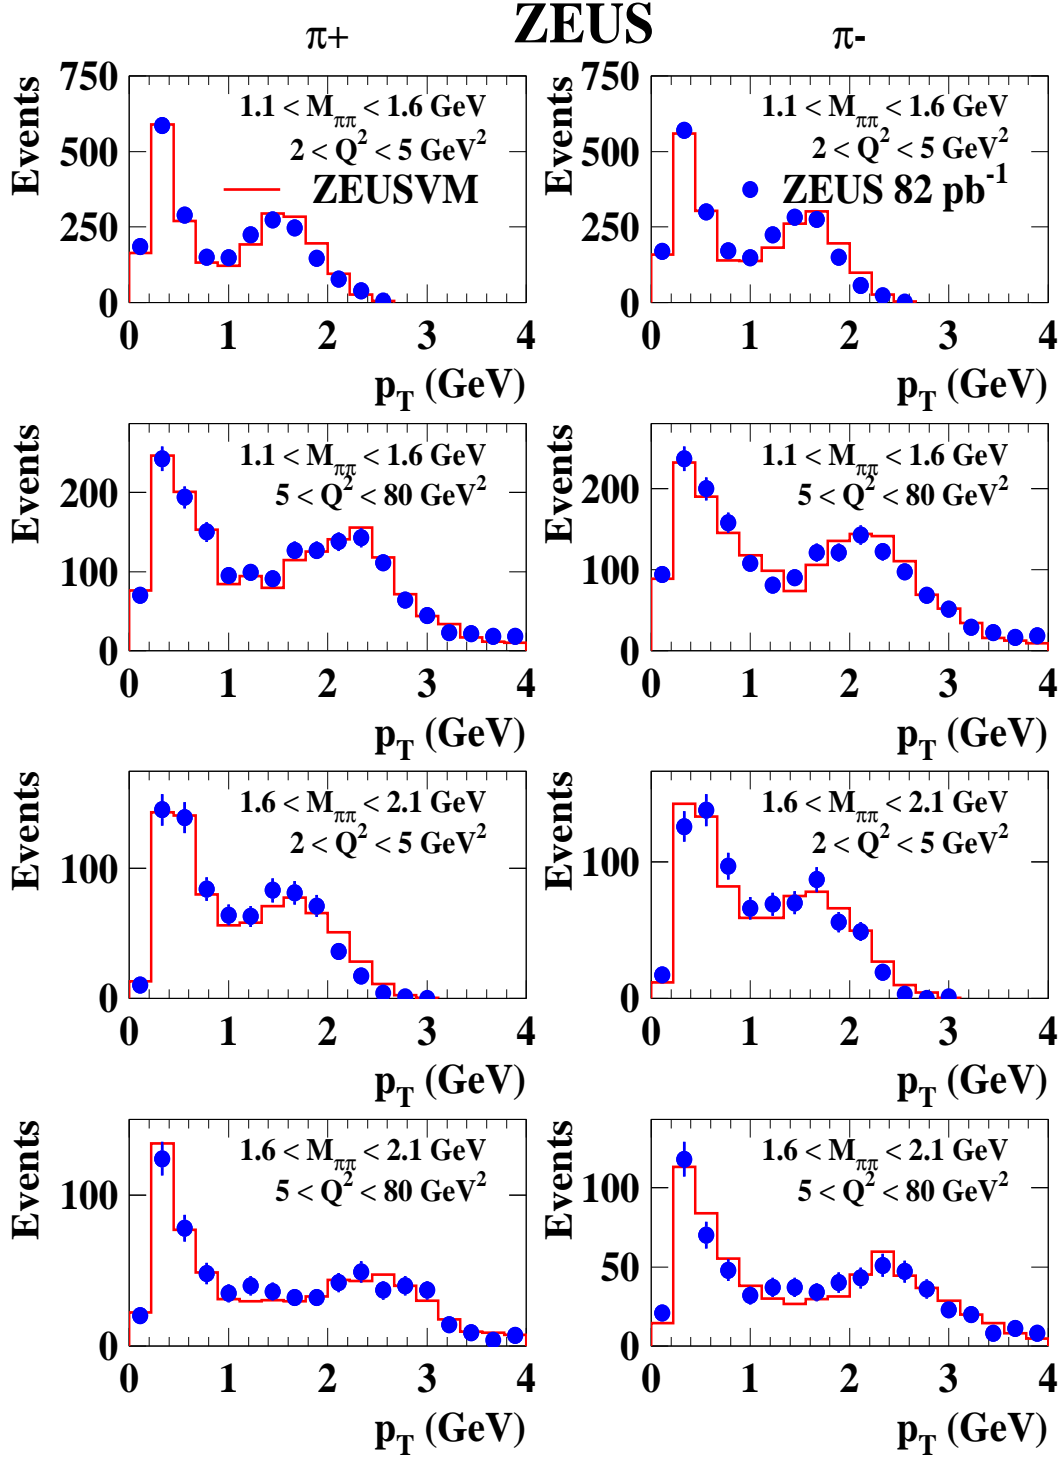 ZEUS
π+ π-
750 750
Events 1.1 < Mππ < 1.6 GeV Events 1.1 < Mππ < 1.6 GeV
2 < Q² < 5 GeV² 2 < Q² < 5 GeV²
500 500
ZEUSVM ZEUS 82 pb⁻¹
250 250
0 0
0 1 2 3 4 0 1 2 3 4
p_T (GeV) p_T (GeV)
Events 1.1 < Mππ < 1.6 GeV Events 1.1 < Mππ < 1.6 GeV
5 < Q² < 80 GeV² 5 < Q² < 80 GeV²
200 200
100 100
0 0
0 1 2 3 4 0 1 2 3 4
p_T (GeV) p_T (GeV)
Events 1.6 < Mππ < 2.1 GeV Events 1.6 < Mππ < 2.1 GeV
2 < Q² < 5 GeV² 2 < Q² < 5 GeV²
100 100
0 0
0 1 2 3 4 0 1 2 3 4
p_T (GeV) p_T (GeV)
Events 1.6 < Mππ < 2.1 GeV Events 1.6 < Mππ < 2.1 GeV
5 < Q² < 80 GeV² 5 < Q² < 80 GeV²
100 100
50
0 0
0 1 2 3 4 0 1 2 3 4
p_T (GeV) p_T (GeV)